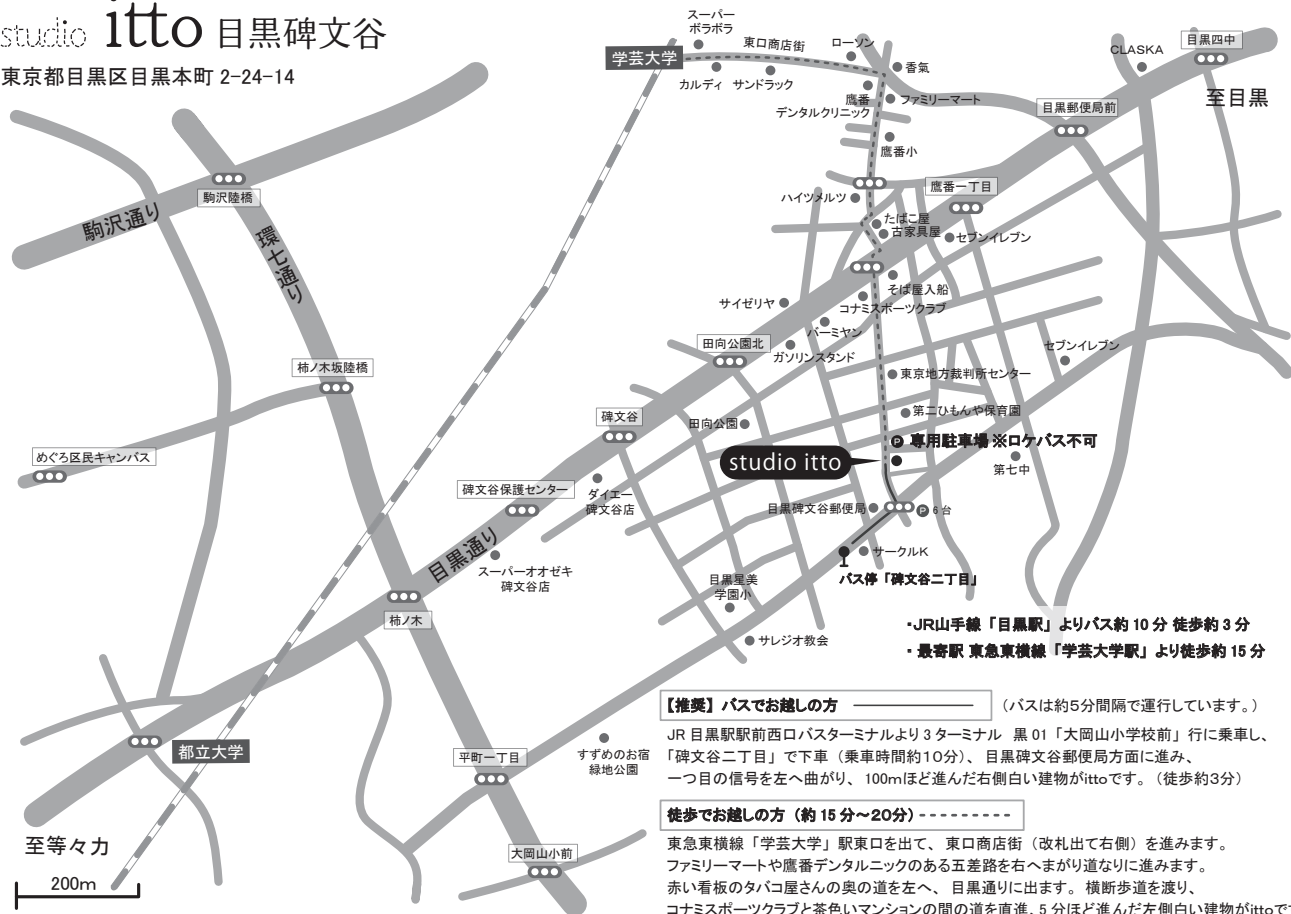 studio itto 目黒碑文谷
東京都目黒区目黒本町 2-24-14
スーパー
ボラボラ
学芸大学
東口商店街
ローソン
カルディ
サンドラック
香氣
鷹番
デンタルクリニック
ファミリーマート
鷹番小
CLASKA
目黒四中
至目黒
目黒郵便局前
鷹番一丁目
ハイツメルツ
たばこ屋
古家具屋
セブンイレブン
そば屋入船
コナミスポーツクラブ
サイゼリヤ
バーミヤン
ガソリンスタンド
田向公園北
セブンイレブン
東京地方裁判所センター
第二ひもんや保育園
田向公園
Ｐ 専用駐車場 ※ロケバス不可
studio itto
第七中
目黒碑文谷郵便局
Ｐ 6台
サークルK
バス停「碑文谷二丁目」
駒沢通り
駒沢陸橋
環七通り
柿ノ木坂陸橋
めぐろ区民キャンパス
碑文谷
碑文谷保護センター
ダイエー
碑文谷店
目黒通り
スーパーオオゼキ
碑文谷店
柿ノ木
目黒星美
学園小
サレジオ教会
都立大学
平町一丁目
すずめのお宿
緑地公園
大岡山小前
至等々力
200m
・JR山手線「目黒駅」よりバス約 10 分 徒歩約 3 分
・最寄駅 東急東横線「学芸大学駅」より徒歩約 15 分
【推奨】バスでお越しの方 （バスは約5分間隔で運行しています。）
JR 目黒駅駅前西口バスターミナルより 3 ターミナル 黒 01「大岡山小学校前」行に乗車し、
「碑文谷二丁目」で下車（乗車時間約10分）、目黒碑文谷郵便局方面に進み、
一つ目の信号を左へ曲がり、100mほど進んだ右側白い建物がittoです。（徒歩約3分）
徒歩でお越しの方（約 15 分～20分）
東急東横線「学芸大学」駅東口を出て、東口商店街（改札出て右側）を進みます。
ファミリーマートや鷹番デンタルニックのある五差路を右へまがり道なりに進みます。
赤い看板のタバコ屋さんの奥の道を左へ、目黒通りに出ます。横断歩道を渡り、
コナミスポーツクラブと茶色いマンションの間の道を直進、5 分ほど進んだ左側白い建物がittoで